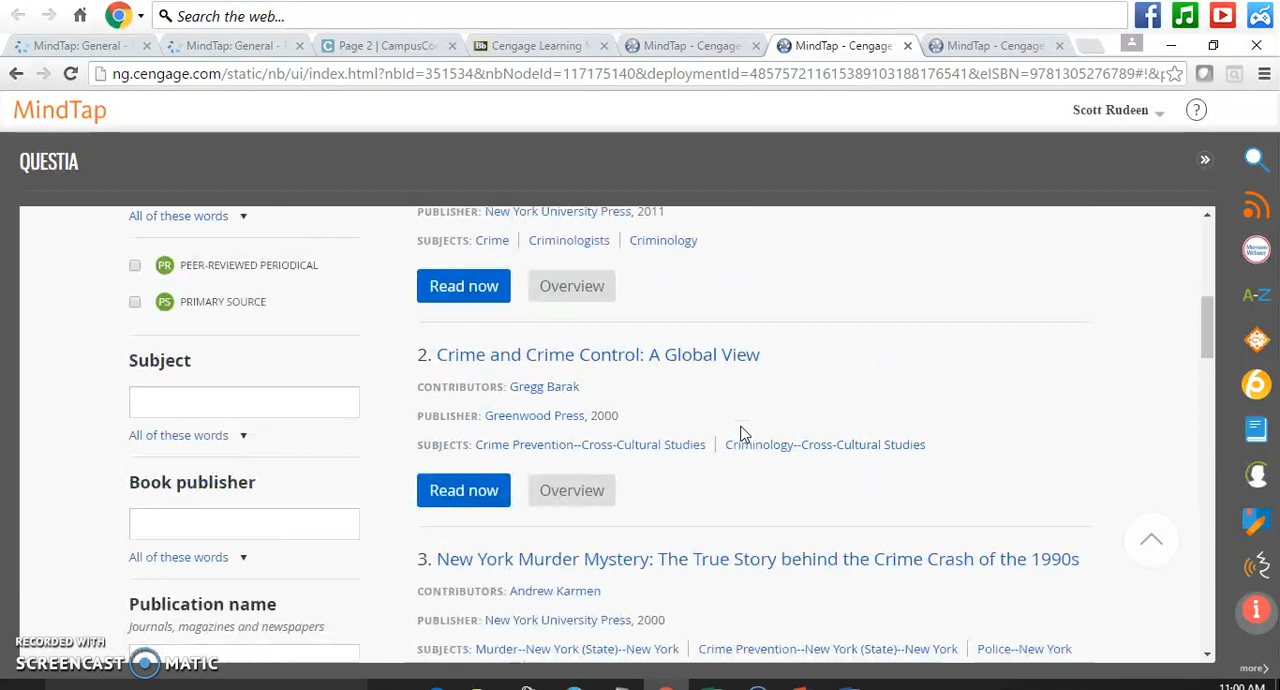 Search the web...
MindTap: General - MindTap: General - Page 2 | CampusCo Cengage Learning MindTap - Cengage MindTap - Cengage MindTap - Cengage
ng.cengage.com/static/nb/ui/index.html?nbId=351534&nbNodeId=117175140&deploymentId=4857572116153891031881765​41&eISBN=9781305276789#!&
MindTap
Scott Rudeen ?
QUESTIA »
All of these words ▼
PUBLISHER: New York University Press, 2011
SUBJECTS: Crime | Criminologists | Criminology
PR PEER-REVIEWED PERIODICAL
Read now Overview
PS PRIMARY SOURCE
Subject
2. Crime and Crime Control: A Global View
CONTRIBUTORS: Gregg Barak
PUBLISHER: Greenwood Press, 2000
All of these words ▼
SUBJECTS: Crime Prevention--Cross-Cultural Studies | Criminology--Cross-Cultural Studies
Book publisher
Read now Overview
All of these words ▼
3. New York Murder Mystery: The True Story behind the Crime Crash of the 1990s
CONTRIBUTORS: Andrew Karmen
Publication name
Journals, magazines and newspapers
PUBLISHER: New York University Press, 2000
SUBJECTS: Murder--New York (State)--New York | Crime Prevention--New York (State)--New York | Police--New York
A-Z
more
RECORDED WITH
SCREENCAST MATIC